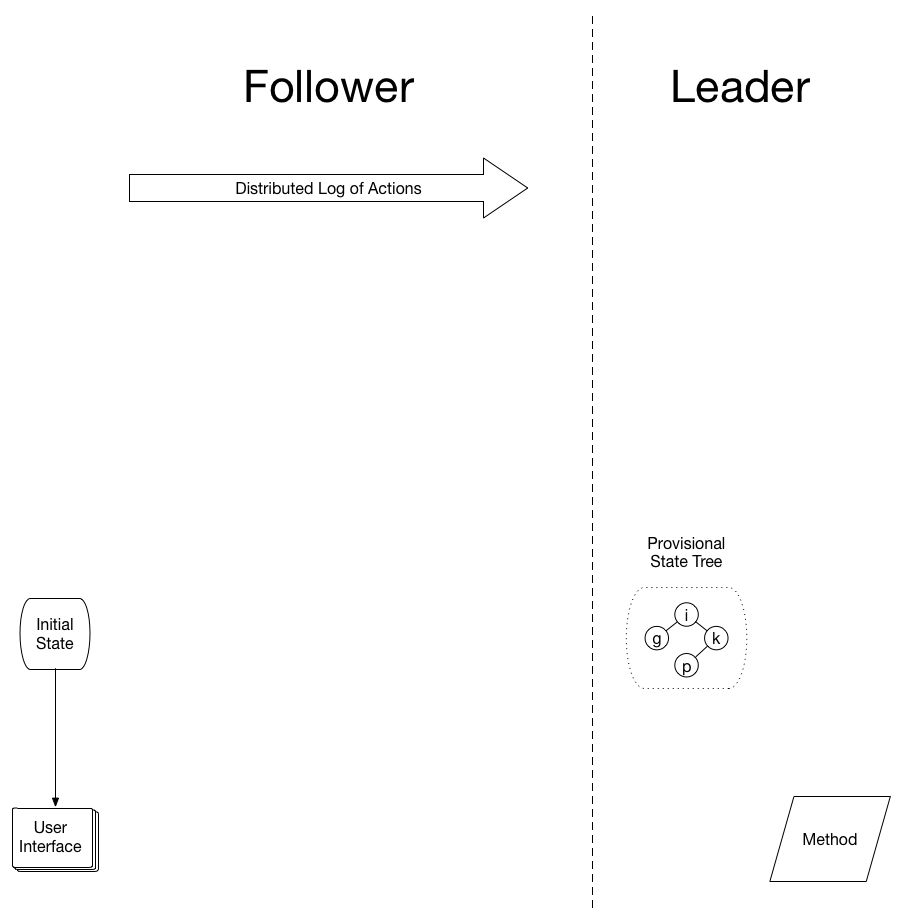 Follower
Leader
Distributed Log of Actions
Provisional
State Tree
i
g
k
p
Initial
State
User
Interface
Method